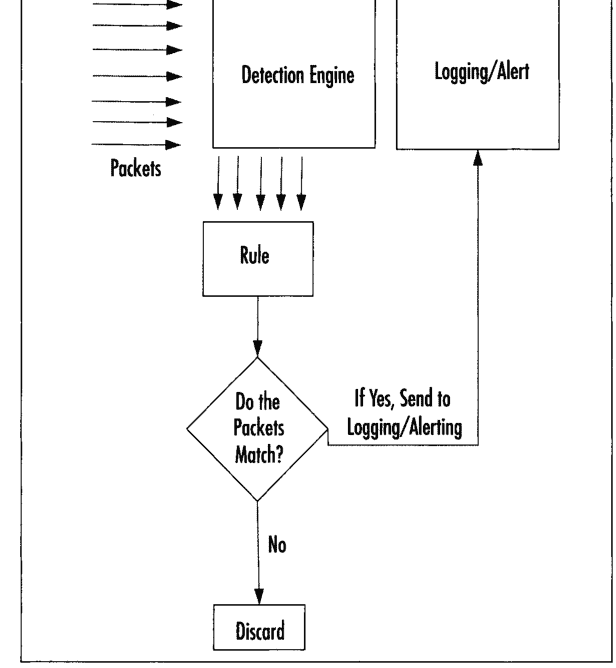 Detection Engine
Logging/Alert
Packets
Rule
Do the
Packets
Match?
If Yes, Send to
Logging/Alerting
No
Discard